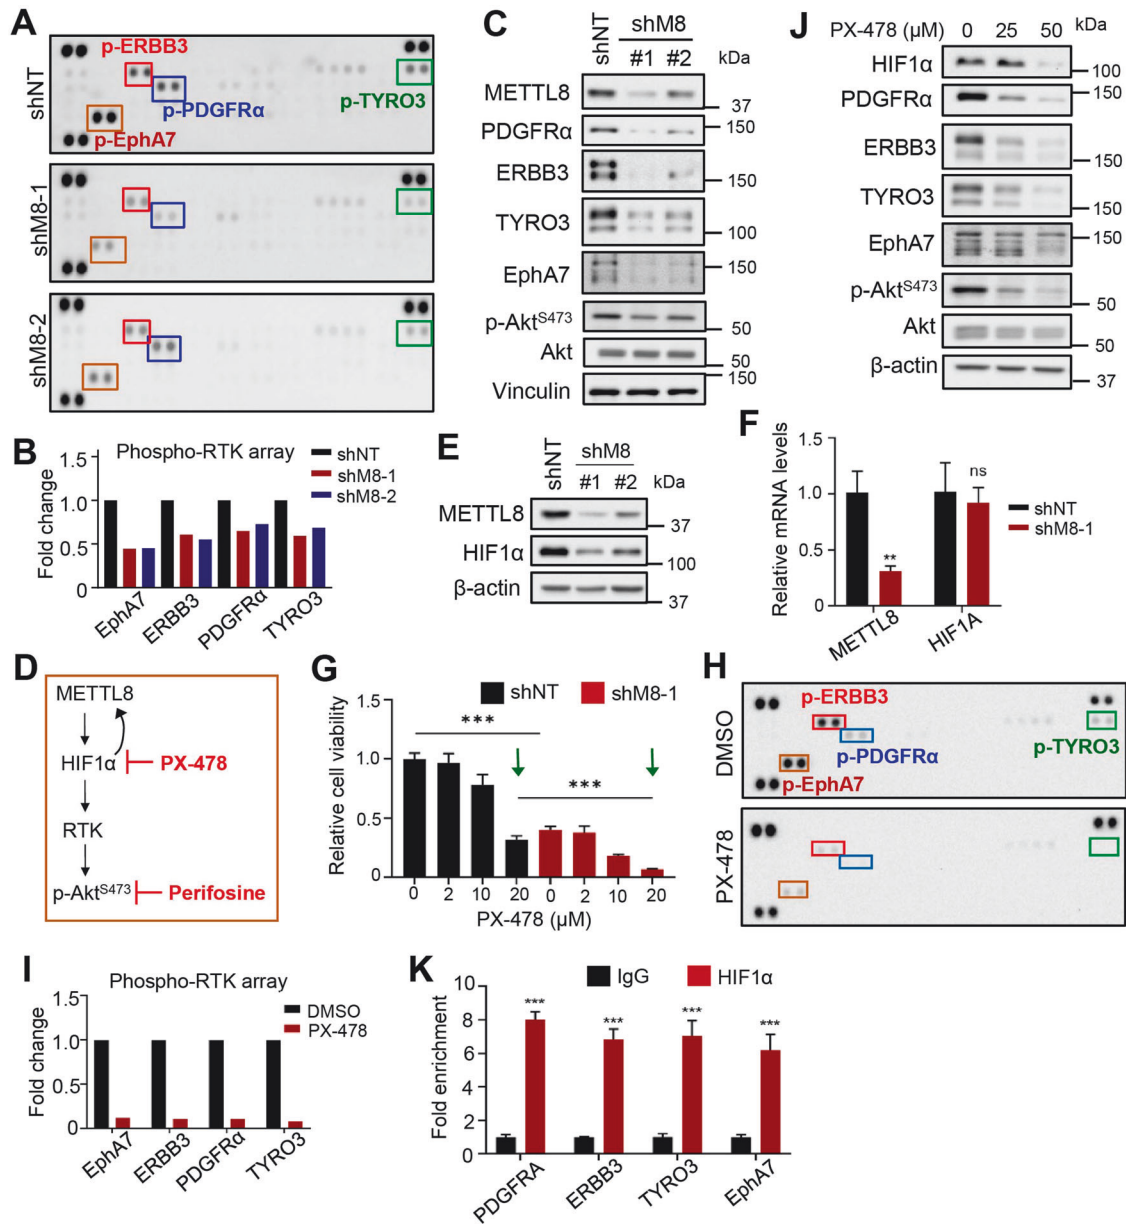 A
shNT
p-ERBB3
p-PDGFRα
p-TYRO3
p-EphA7
shM8-1
shM8-2
B
Phospho-RTK array
Fold change
1.5
1.0
0.5
0
shNT
shM8-1
shM8-2
EphA7
ERBB3
PDGFRα
TYRO3
C
shNT
shM8
#1 #2 kDa
METTL8
37
PDGFRα 150
ERBB3
150
TYRO3
100
EphA7 150
p-AktS473
50
Akt
50
150
Vinculin
D
METTL8
HIF1α PX-478
RTK
p-AktS473 Perifosine
E
shNT
shM8
#1 #2 kDa
METTL8
37
HIF1α
100
β-actin
37
F
Relative mRNA levels
1.5
1.0
0.5
0
**
ns
shNT
shM8-1
METTL8
HIF1A
G
shNT shM8-1
Relative cell viability
1.5
1.0
0.5
0
***
***
0 2 10 20 0 2 10 20
PX-478 (μM)
H
DMSO
p-ERBB3
p-PDGFRα
p-TYRO3
p-EphA7
PX-478
I
Phospho-RTK array
Fold change
1.5
1.0
0.5
0
DMSO
PX-478
EphA7
ERBB3
PDGFRα
TYRO3
J
PX-478 (μM) 0 25 50 kDa
HIF1α
100
PDGFRα 150
ERBB3
150
TYRO3
150
EphA7 150
p-AktS473
50
Akt
50
β-actin
37
K
IgG HIF1α
Fold enrichment
10
8
6
4
2
0
***
***
***
***
PDGFRA
ERBB3
TYRO3
EphA7